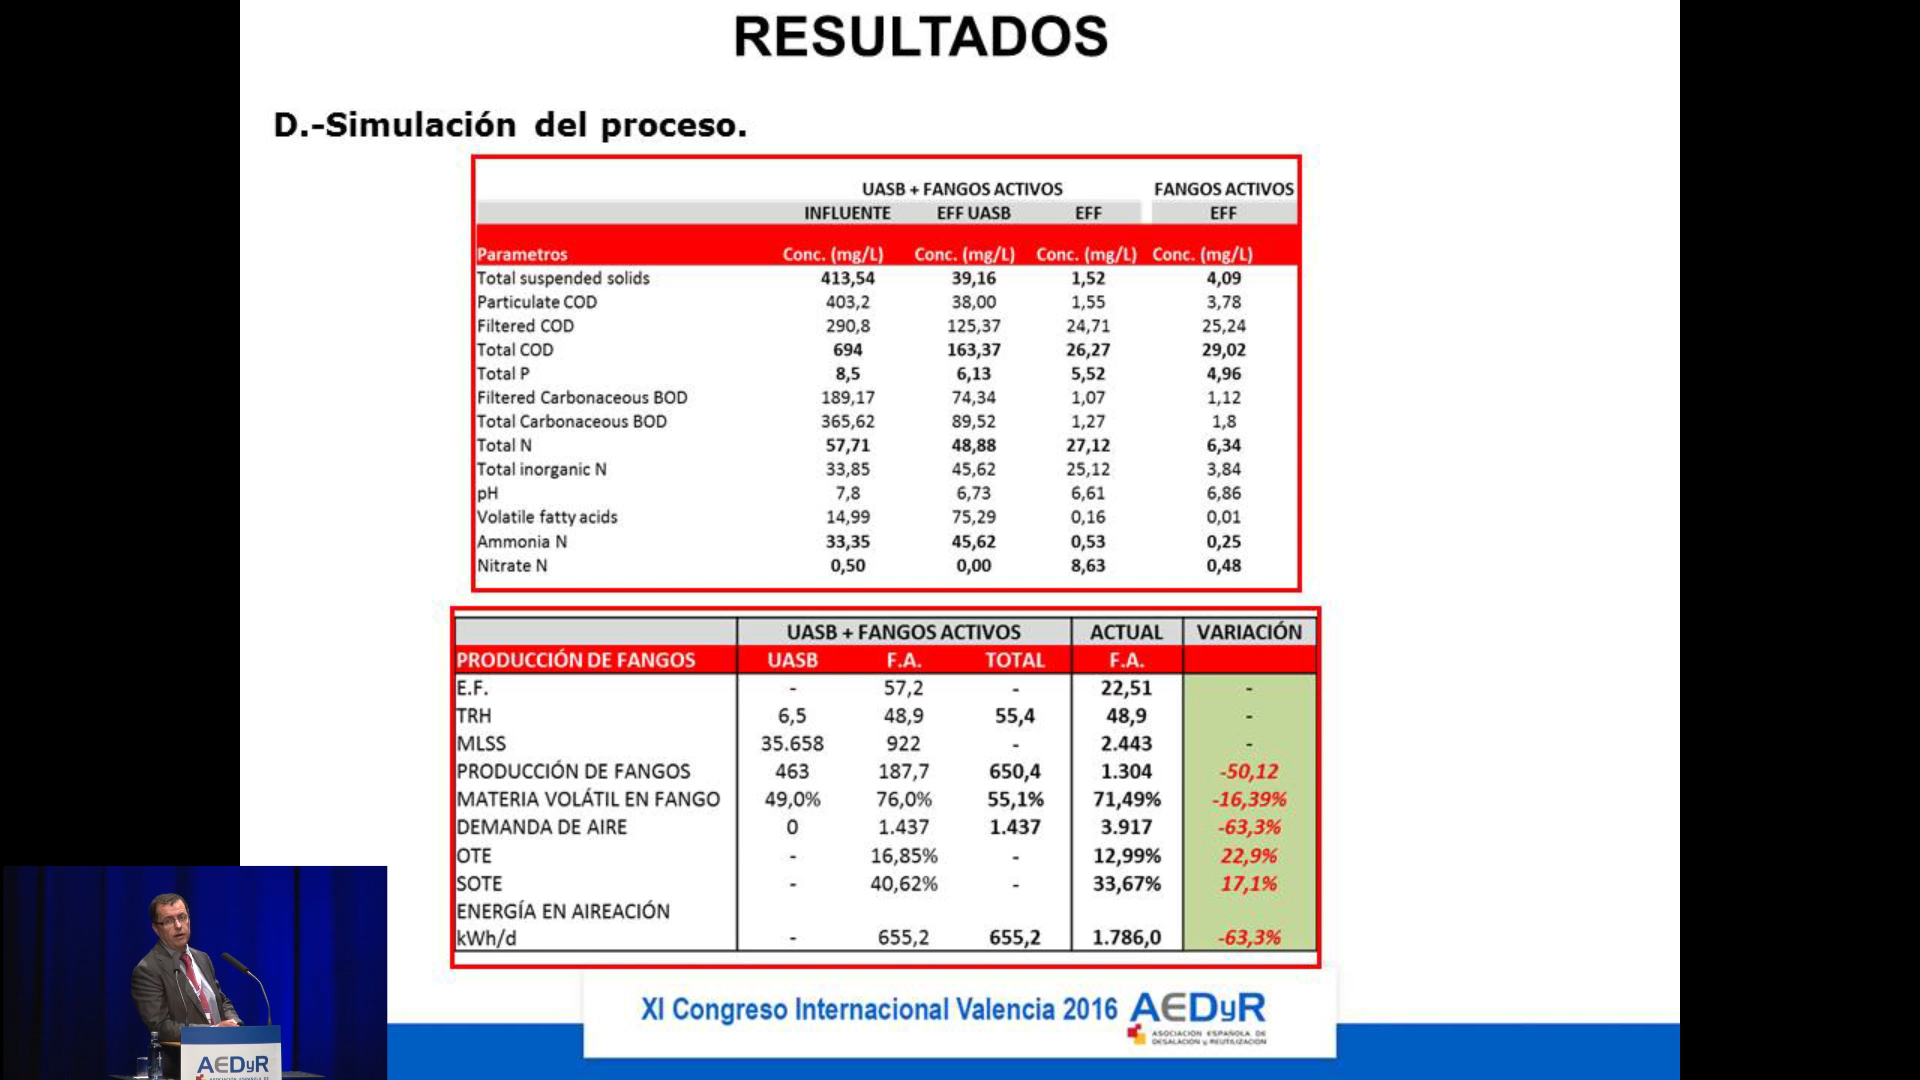 RESULTADOS
D.-Simulación del proceso.
UASB + FANGOS ACTIVOS FANGOS ACTIVOS
INFLUENTE EFF UASB EFF EFF
Parametros Conc. (mg/L) Conc. (mg/L) Conc. (mg/L) Conc. (mg/L)
Total suspended solids 413,54 39,16 1,52 4,09
Particulate COD 403,2 38,00 1,55 3,78
Filtered COD 290,8 125,37 24,71 25,24
Total COD 694 163,37 26,27 29,02
Total P 8,5 6,13 5,52 4,96
Filtered Carbonaceous BOD 189,17 74,34 1,07 1,12
Total Carbonaceous BOD 365,62 89,52 1,27 1,8
Total N 57,71 48,88 27,12 6,34
Total inorganic N 33,85 45,62 25,12 3,84
pH 7,8 6,73 6,61 6,86
Volatile fatty acids 14,99 75,29 0,16 0,01
Ammonia N 33,35 45,62 0,53 0,25
Nitrate N 0,50 0,00 8,63 0,48
UASB + FANGOS ACTIVOS ACTUAL VARIACIÓN
PRODUCCIÓN DE FANGOS UASB F.A. TOTAL F.A.
E.F. - 57,2 - 22,51 -
TRH 6,5 48,9 55,4 48,9 -
MLSS 35.658 922 - 2.443 -
PRODUCCIÓN DE FANGOS 463 187,7 650,4 1.304 -50,12
MATERIA VOLÁTIL EN FANGO 49,0% 76,0% 55,1% 71,49% -16,39%
DEMANDA DE AIRE 0 1.437 1.437 3.917 -63,3%
OTE - 16,85% - 12,99% 22,9%
SOTE - 40,62% - 33,67% 17,1%
ENERGÍA EN AIREACIÓN
kWh/d - 655,2 655,2 1.786,0 -63,3%
XI Congreso Internacional Valencia 2016 AEDyR
ASOCIACIÓN ESPAÑOLA DE
DESALACIÓN y REUTILIZACIÓN
AEDyR